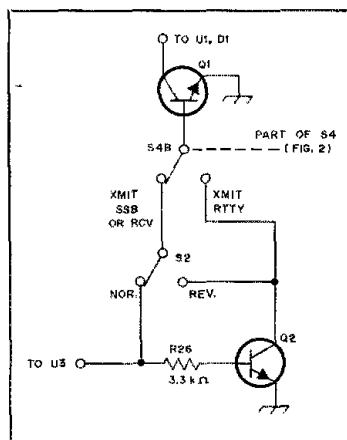 TO U1, D1
Q1
PART OF S4
(FIG. 2)
S4B
XMIT
SSB
OR RCV
XMIT
RTTY
S2
NOR.
REV.
Q2
TO U3
R26
3.3 kΩ